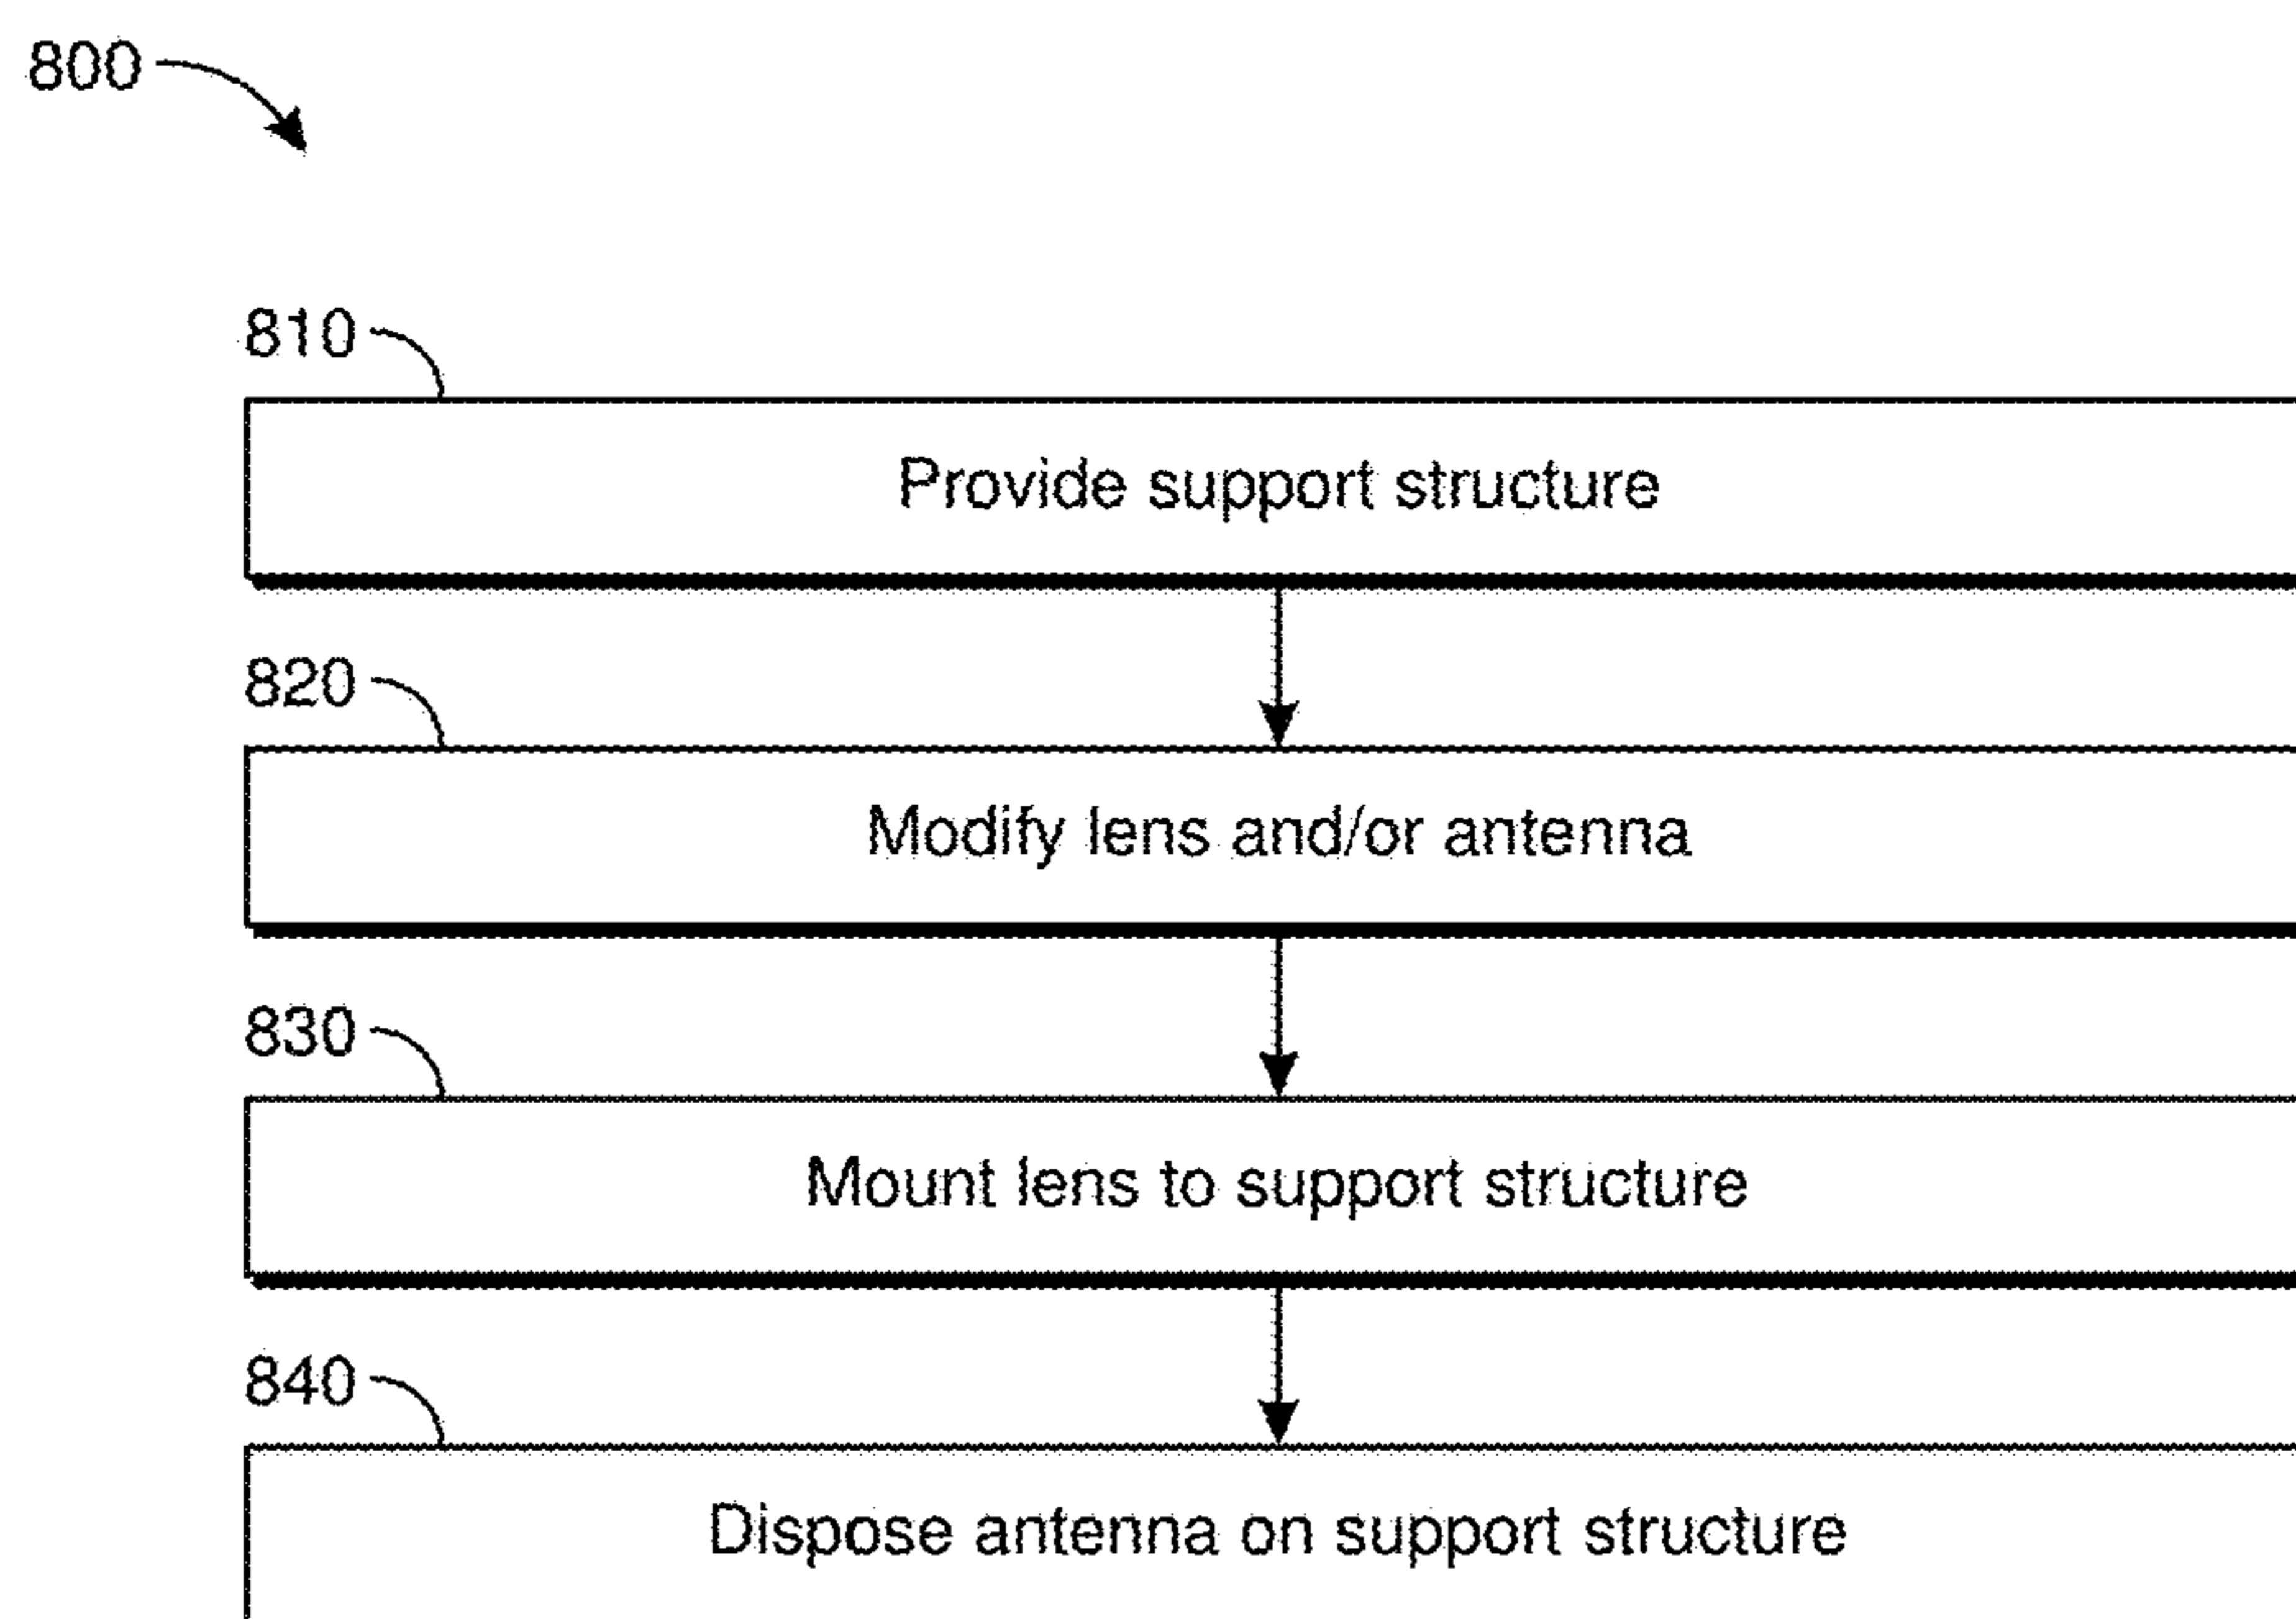 800
810
Provide support structure
820
Modify lens and/or antenna
830
Mount lens to support structure
840
Dispose antenna on support structure